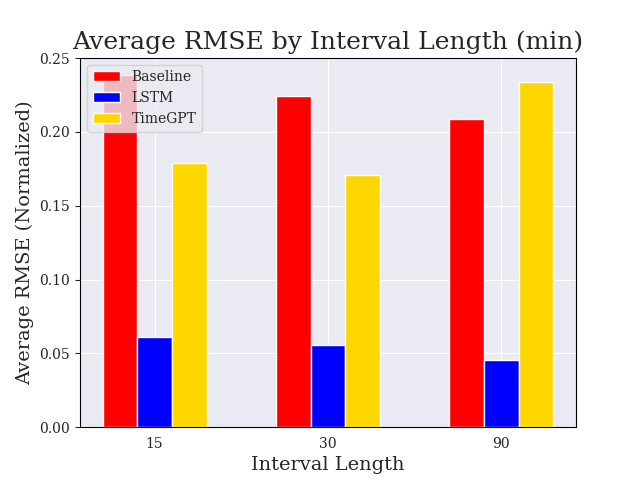 Average RMSE by Interval Length (min)
Baseline
LSTM
TimeGPT
Average RMSE (Normalized)
0.25
0.20
0.15
0.10
0.05
0.00
15
30
90
Interval Length